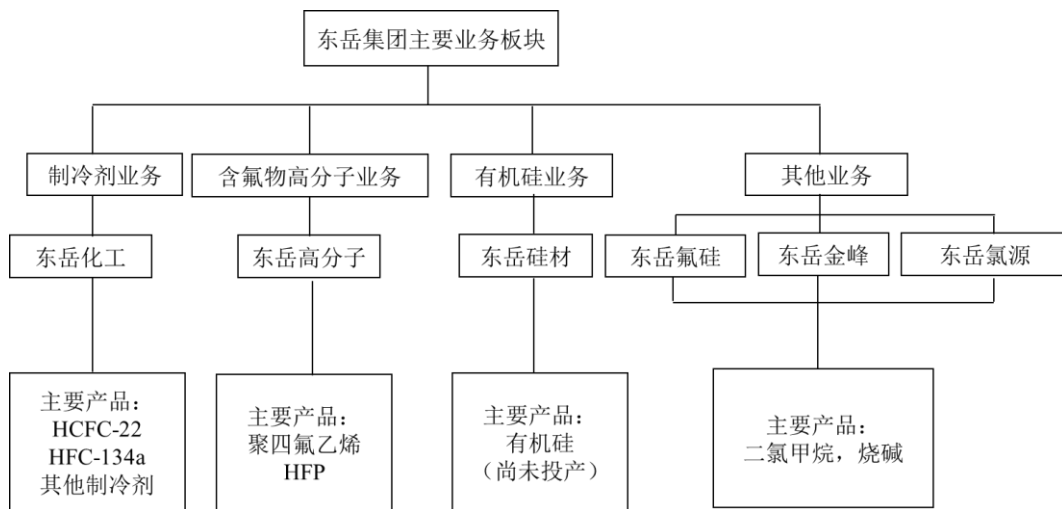 东岳集团主要业务板块
制冷剂业务
含氟物高分子业务
有机硅业务
其他业务
东岳化工
东岳高分子
东岳硅材
东岳氟硅
东岳金峰
东岳氯源
主要产品：
HCFC-22
HFC-134a
其他制冷剂
主要产品：
聚四氟乙烯
HFP
主要产品：
有机硅
（尚未投产）
主要产品：
二氯甲烷，烧碱